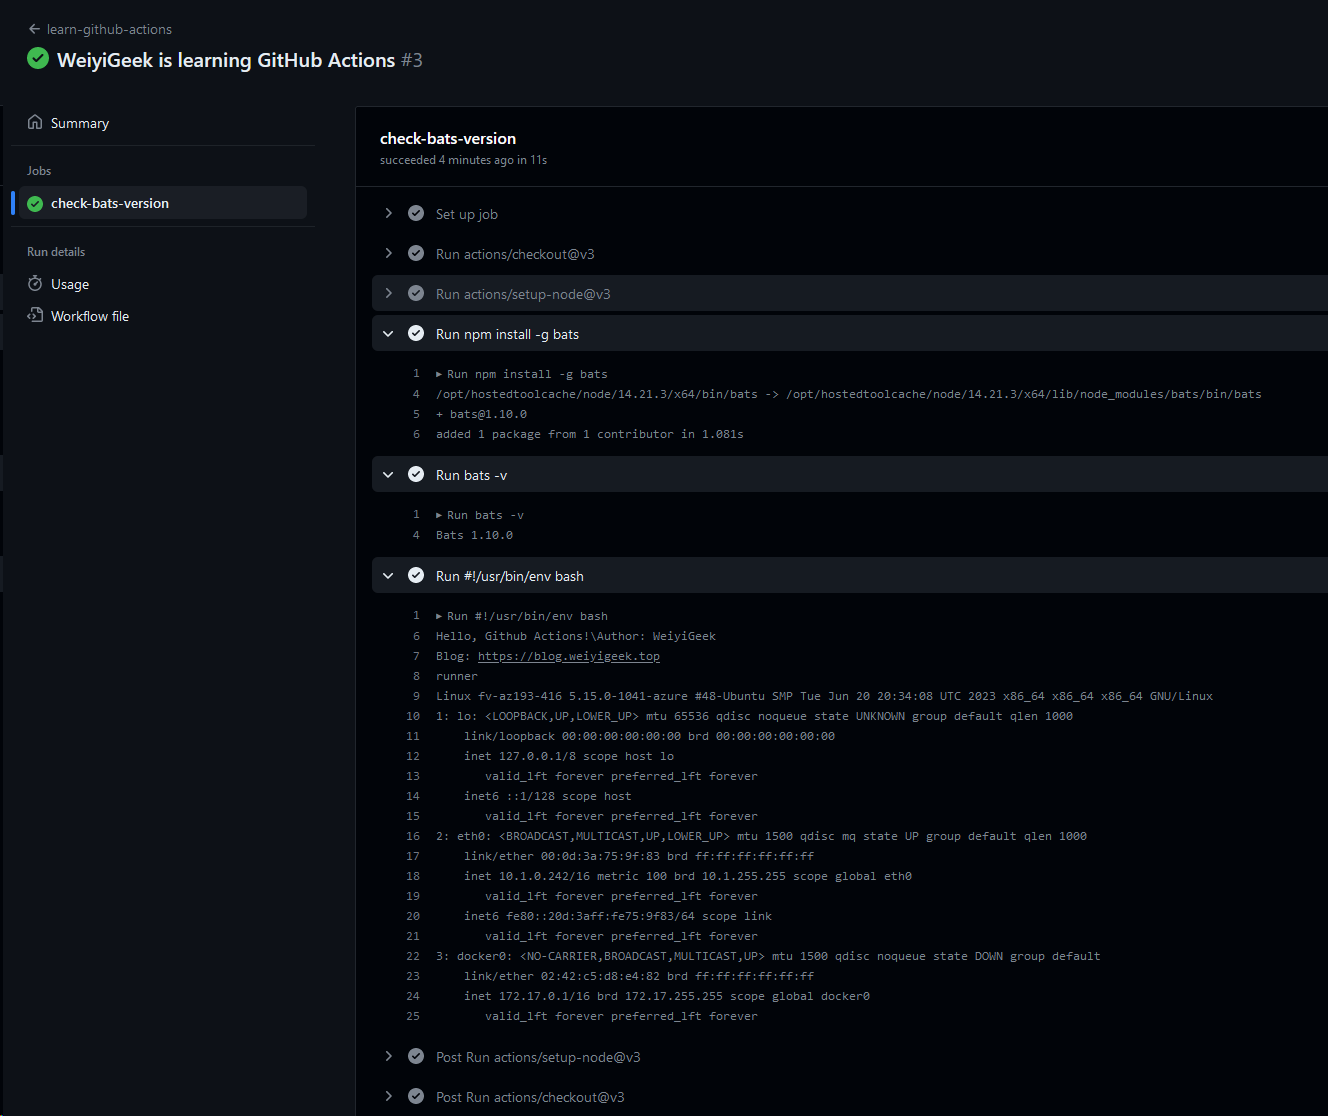 learn-github-actions
WeiyiGeek is learning GitHub Actions #3
Summary
Jobs
check-bats-version
Run details
Usage
Workflow file
check-bats-version
succeeded 4 minutes ago in 11s
Set up job
Run actions/checkout@v3
Run actions/setup-node@v3
Run npm install -g bats
1 ▸ Run npm install -g bats
4 /opt/hostedtoolcache/node/14.21.3/x64/bin/bats -> /opt/hostedtoolcache/node/14.21.3/x64/lib/node_modules/bats/bin/bats
5 + bats@1.10.0
6 added 1 package from 1 contributor in 1.081s
Run bats -v
1 ▸ Run bats -v
4 Bats 1.10.0
Run #!/usr/bin/env bash
1 ▸ Run #!/usr/bin/env bash
6 Hello, Github Actions!\Author: WeiyiGeek
7 Blog: https://blog.weiyigeek.top
8 runner
9 Linux fv-az193-416 5.15.0-1041-azure #48-Ubuntu SMP Tue Jun 20 20:34:08 UTC 2023 x86_64 x86_64 x86_64 GNU/Linux
10 1: lo: <LOOPBACK,UP,LOWER_UP> mtu 65536 qdisc noqueue state UNKNOWN group default qlen 1000
11 link/loopback 00:00:00:00:00:00 brd 00:00:00:00:00:00
12 inet 127.0.0.1/8 scope host lo
13 valid_lft forever preferred_lft forever
14 inet6 ::1/128 scope host
15 valid_lft forever preferred_lft forever
16 2: eth0: <BROADCAST,MULTICAST,UP,LOWER_UP> mtu 1500 qdisc mq state UP group default qlen 1000
17 link/ether 00:0d:3a:75:9f:83 brd ff:ff:ff:ff:ff:ff
18 inet 10.1.0.242/16 metric 100 brd 10.1.255.255 scope global eth0
19 valid_lft forever preferred_lft forever
20 inet6 fe80::20d:3aff:fe75:9f83/64 scope link
21 valid_lft forever preferred_lft forever
22 3: docker0: <NO-CARRIER,BROADCAST,MULTICAST,UP> mtu 1500 qdisc noqueue state DOWN group default
23 link/ether 02:42:c5:d8:e4:82 brd ff:ff:ff:ff:ff:ff
24 inet 172.17.0.1/16 brd 172.17.255.255 scope global docker0
25 valid_lft forever preferred_lft forever
Post Run actions/setup-node@v3
Post Run actions/checkout@v3